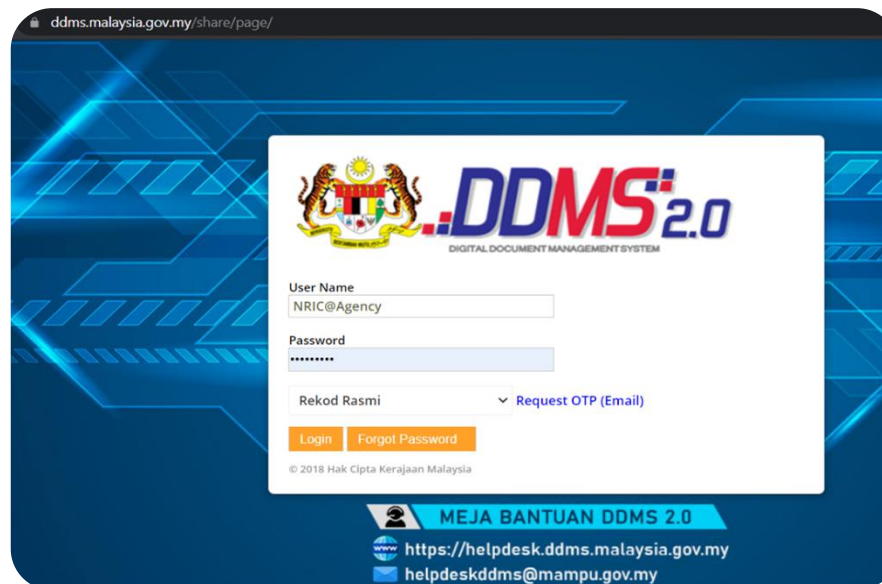 ddms.malaysia.gov.my/share/page/
DDMS 2.0
DIGITAL DOCUMENT MANAGEMENT SYSTEM
User Name
NRIC@Agency
Password
•••••••••
Rekod Rasmi
Request OTP (Email)
Login
Forgot Password
© 2018 Hak Cipta Kerajaan Malaysia
MEJA BANTUAN DDMS 2.0
www
https://helpdesk.ddms.malaysia.gov.my
helpdeskddms@mampu.gov.my